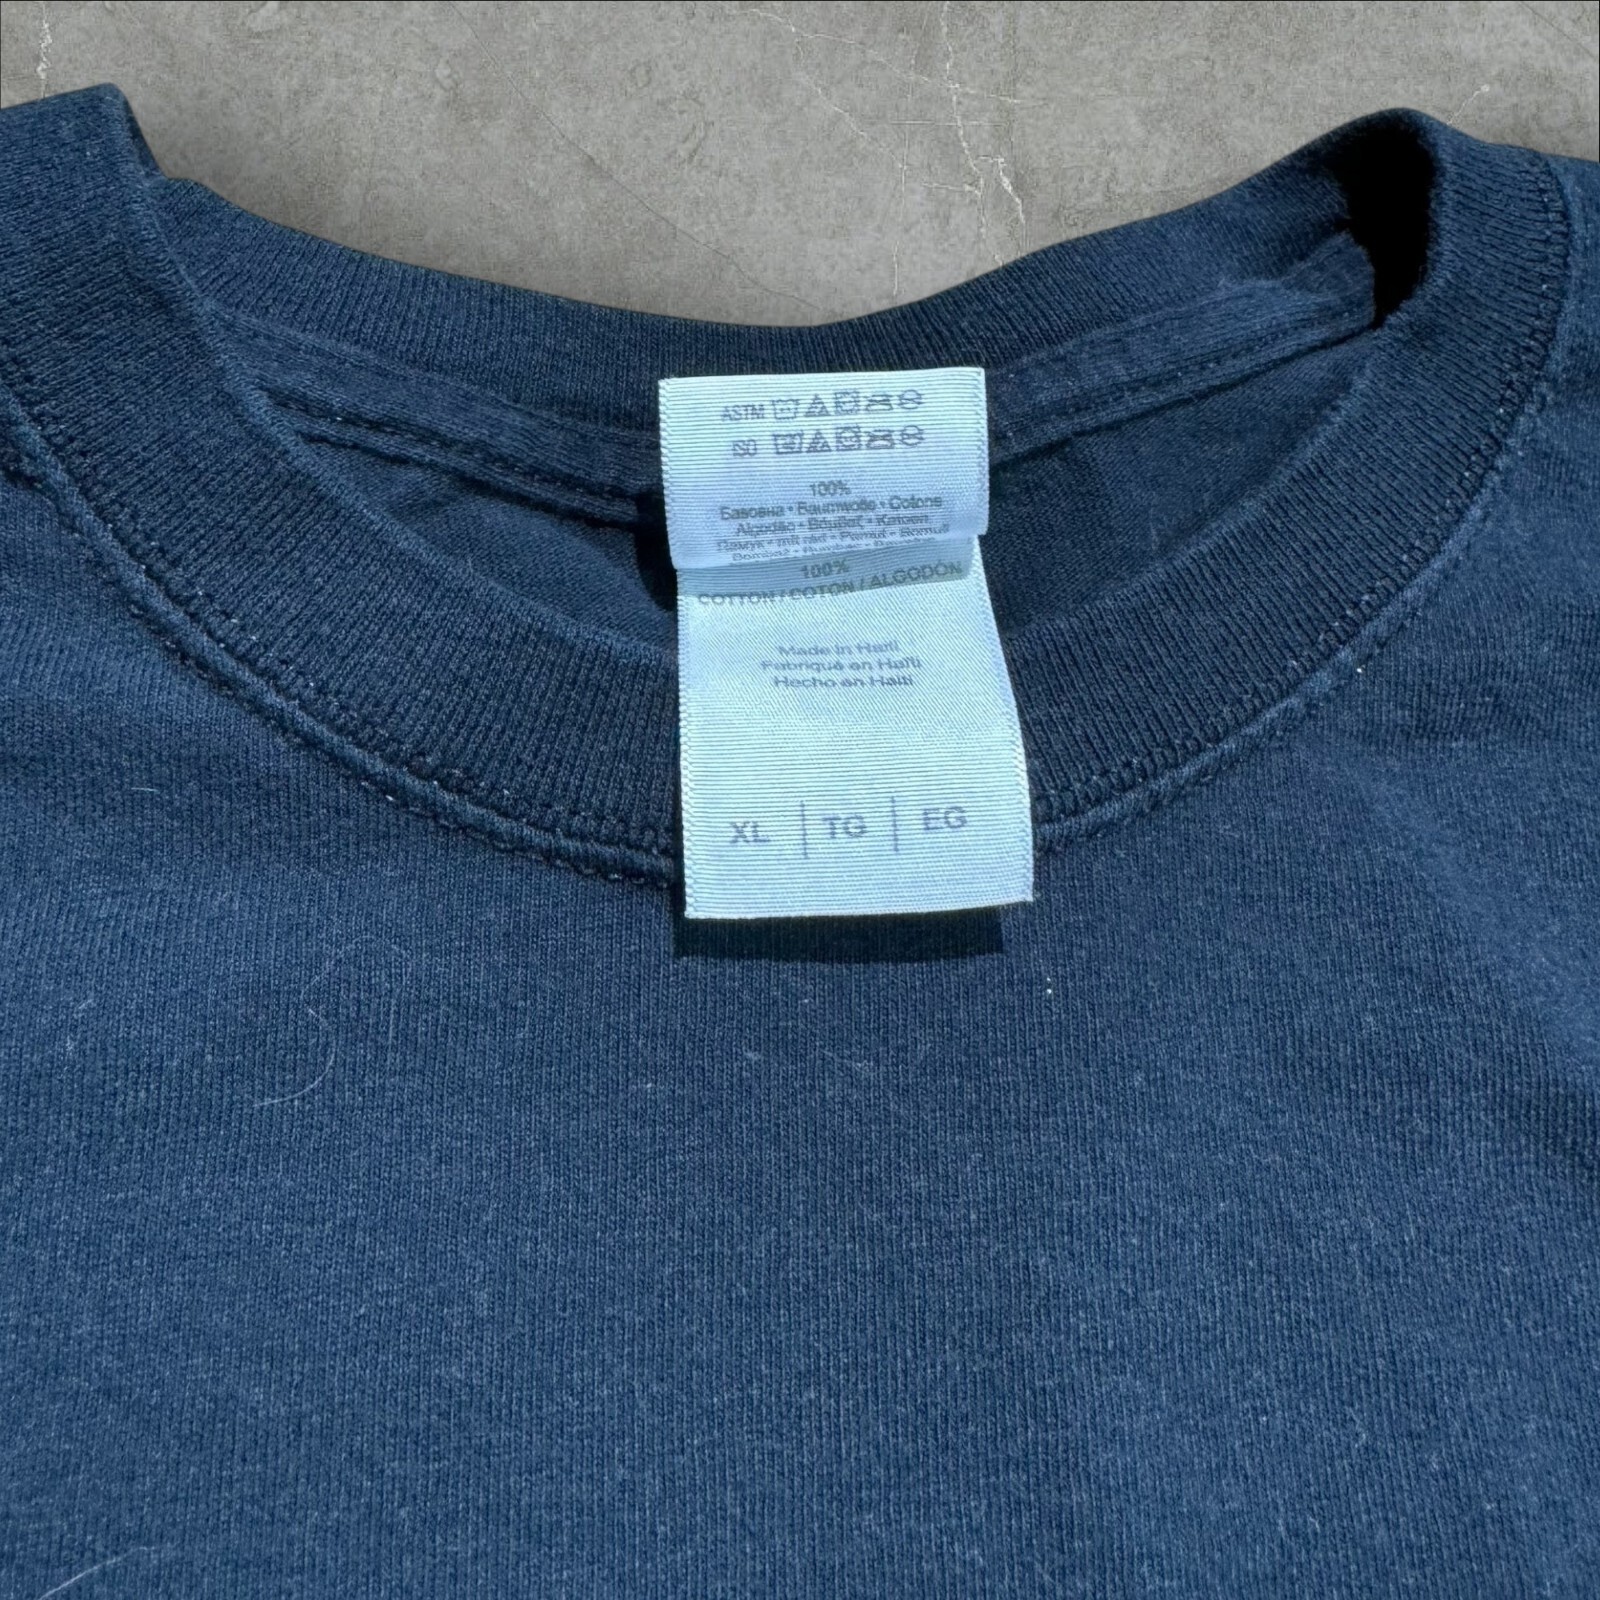 ASTM
ISO
100%
Бавовна • Baumwolle • Cotone
Algodão • Βαμβάκι • Katoen
100%
COTTON / COTON / ALGODÓN
Made in Haiti
Fabriqué en Haïti
Hecho en Haití
XL | TG | EG